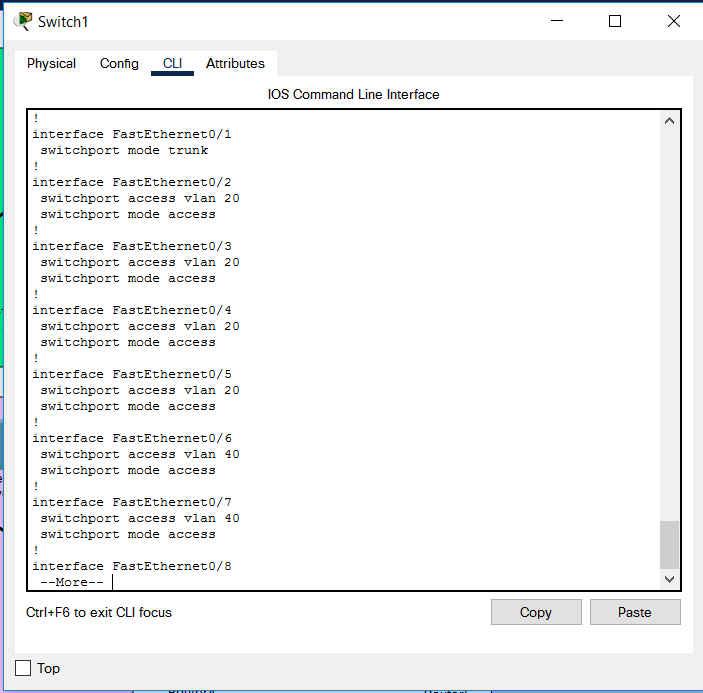 Switch1
Physical Config CLI Attributes
IOS Command Line Interface
!
interface FastEthernet0/1
switchport mode trunk
!
interface FastEthernet0/2
switchport access vlan 20
switchport mode access
!
interface FastEthernet0/3
switchport access vlan 20
switchport mode access
!
interface FastEthernet0/4
switchport access vlan 20
switchport mode access
!
interface FastEthernet0/5
switchport access vlan 20
switchport mode access
!
interface FastEthernet0/6
switchport access vlan 40
switchport mode access
!
interface FastEthernet0/7
switchport access vlan 40
switchport mode access
!
interface FastEthernet0/8
--More--
Ctrl+F6 to exit CLI focus
Copy Paste
Top